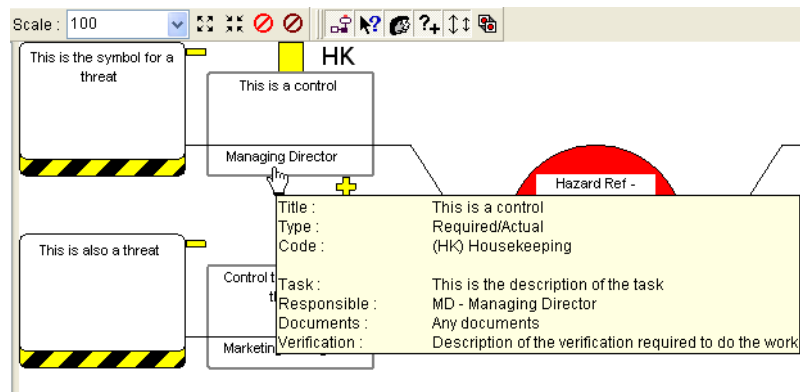 Scale : 100
HK
This is the symbol for a
threat
This is a control
Managing Director
Hazard Ref -
Title : This is a control
Type : Required/Actual
Code : (HK) Housekeeping
Task : This is the description of the task
Responsible : MD - Managing Director
Documents : Any documents
Verification : Description of the verification required to do the work
This is also a threat
Control
Marketing